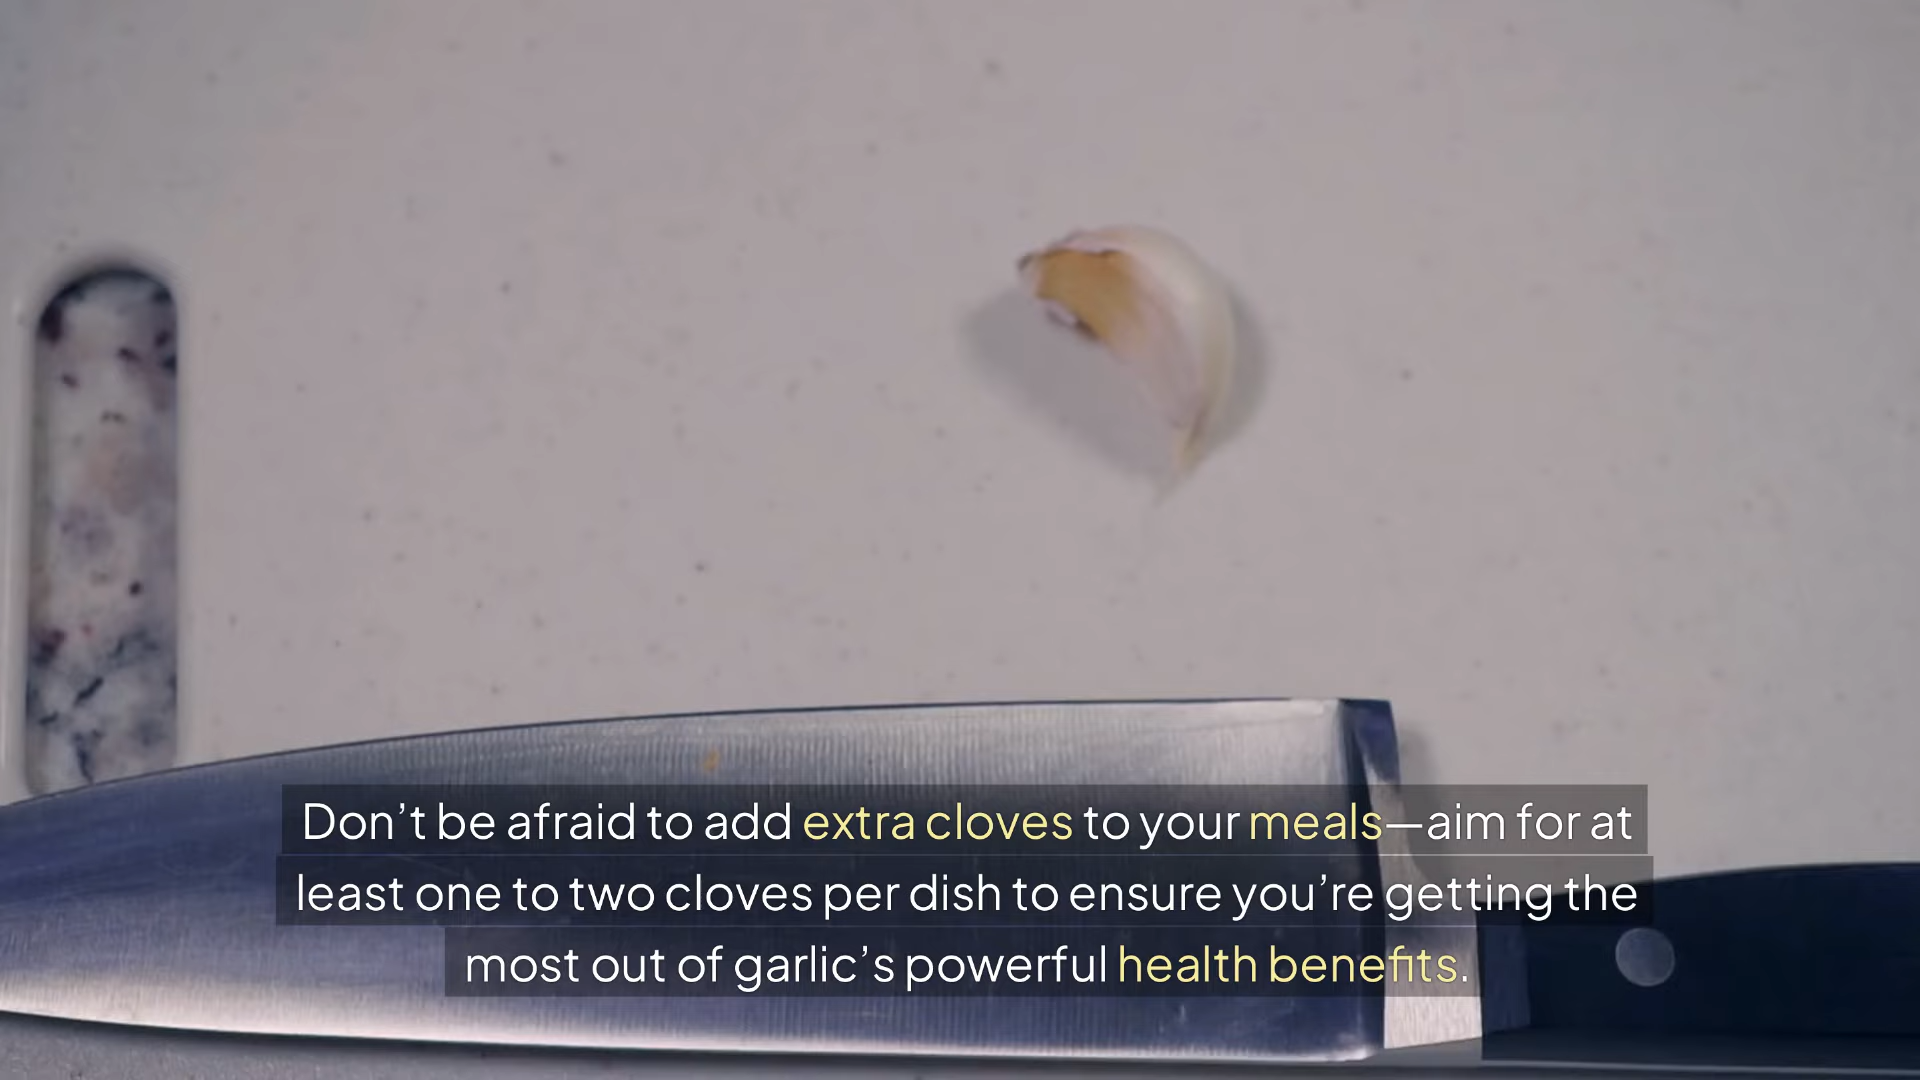 Don’t be afraid to add extra cloves to your meals—aim for at
least one to two cloves per dish to ensure you’re getting the
most out of garlic’s powerful health benefits.